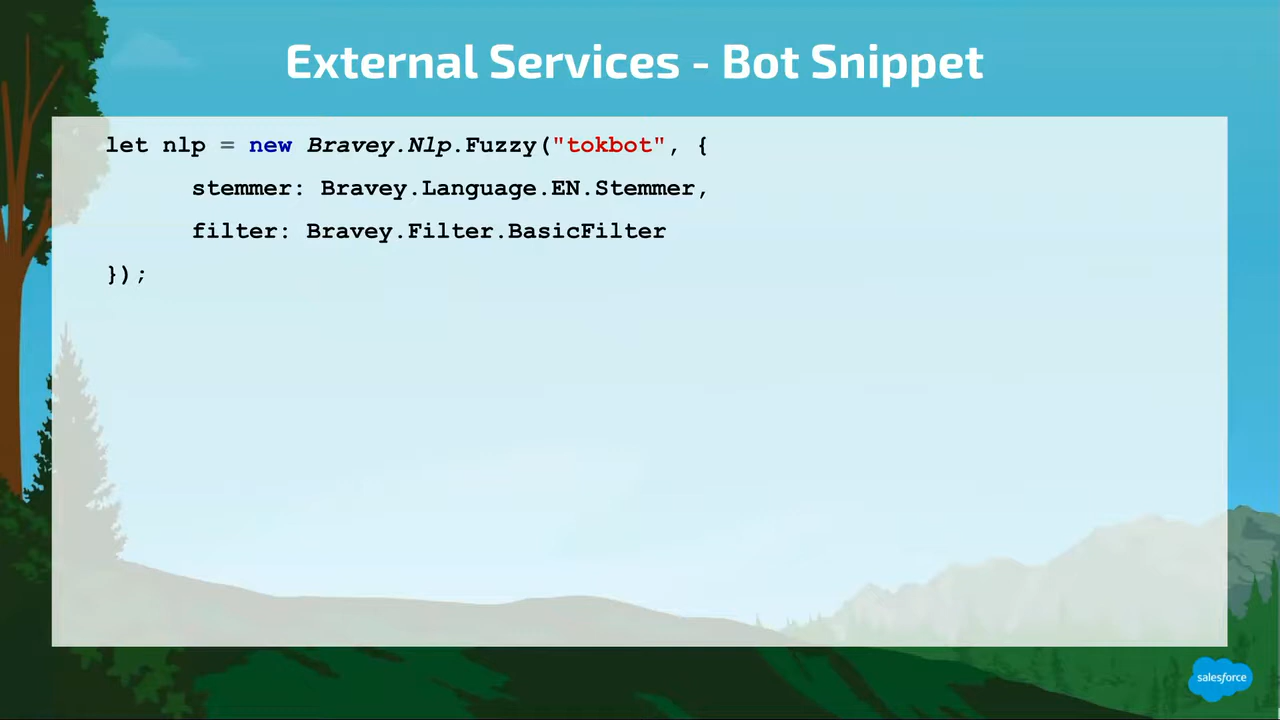 External Services - Bot Snippet
let nlp = new Bravey.Nlp.Fuzzy("tokbot", {
stemmer: Bravey.Language.EN.Stemmer,
filter: Bravey.Filter.BasicFilter
});
salesforce